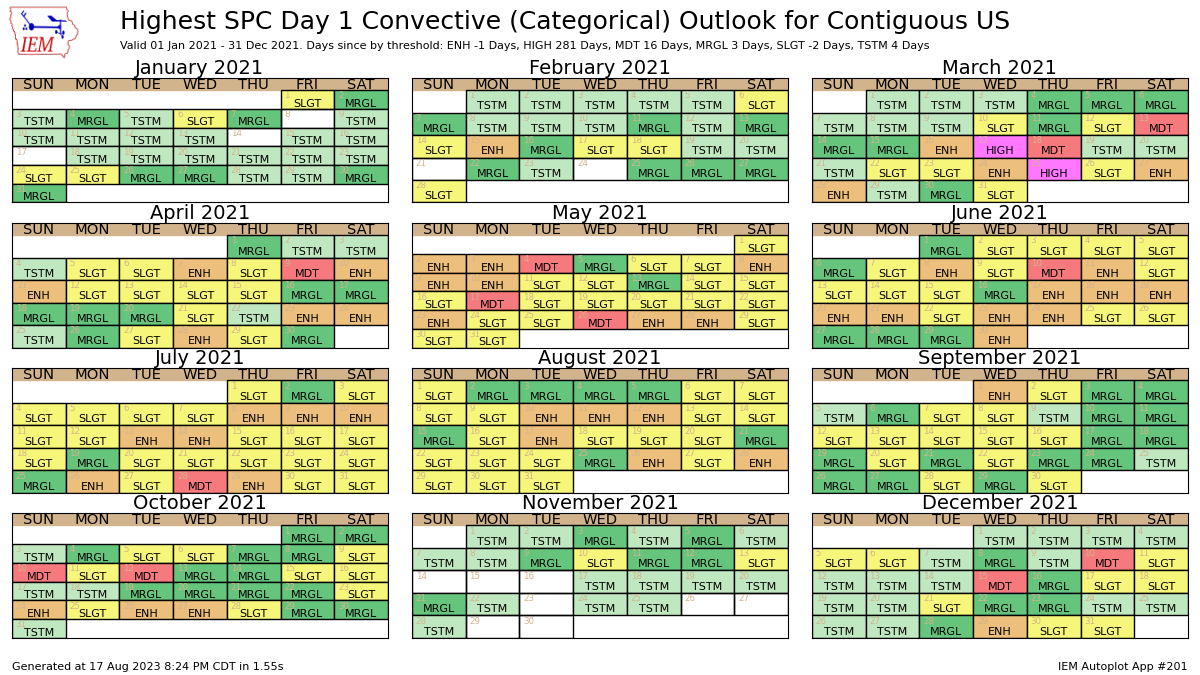 IEM
Highest SPC Day 1 Convective (Categorical) Outlook for Contiguous US
Valid 01 Jan 2021 - 31 Dec 2021. Days since by threshold: ENH -1 Days, HIGH 281 Days, MDT 16 Days, MRGL 3 Days, SLGT -2 Days, TSTM 4 Days
January 2021
SUN MON TUE WED THU FRI SAT
SLGT MRGL
TSTM MRGL TSTM SLGT MRGL 8 TSTM
TSTM TSTM TSTM TSTM 14 TSTM TSTM
17 TSTM TSTM TSTM TSTM TSTM TSTM
SLGT SLGT MRGL MRGL TSTM TSTM MRGL
MRGL
February 2021
SUN MON TUE WED THU FRI SAT
TSTM TSTM TSTM TSTM TSTM SLGT
MRGL TSTM TSTM TSTM MRGL TSTM MRGL
SLGT ENH MRGL SLGT SLGT TSTM TSTM
21 MRGL TSTM 24 MRGL MRGL MRGL
SLGT
March 2021
SUN MON TUE WED THU FRI SAT
TSTM TSTM TSTM MRGL MRGL MRGL
TSTM TSTM TSTM SLGT MRGL SLGT MDT
MRGL MRGL ENH HIGH MDT TSTM TSTM
TSTM SLGT SLGT ENH HIGH SLGT ENH
ENH TSTM MRGL SLGT
April 2021
SUN MON TUE WED THU FRI SAT
MRGL TSTM TSTM
TSTM SLGT SLGT ENH SLGT MDT ENH
ENH SLGT SLGT SLGT SLGT MRGL MRGL
MRGL MRGL MRGL SLGT TSTM ENH ENH
TSTM MRGL SLGT ENH SLGT MRGL
May 2021
SUN MON TUE WED THU FRI SAT
SLGT
ENH ENH MDT MRGL SLGT SLGT ENH
ENH ENH SLGT SLGT MRGL SLGT SLGT
SLGT MDT SLGT SLGT SLGT SLGT SLGT
ENH SLGT SLGT MDT ENH ENH SLGT
SLGT SLGT
June 2021
SUN MON TUE WED THU FRI SAT
MRGL SLGT SLGT SLGT SLGT
MRGL SLGT ENH SLGT MDT ENH SLGT
SLGT SLGT SLGT MRGL ENH ENH ENH
ENH ENH SLGT ENH ENH SLGT SLGT
MRGL MRGL MRGL ENH
July 2021
SUN MON TUE WED THU FRI SAT
SLGT MRGL SLGT
SLGT SLGT SLGT SLGT ENH ENH ENH
SLGT SLGT ENH ENH SLGT SLGT SLGT
SLGT MRGL SLGT SLGT SLGT SLGT SLGT
MRGL ENH SLGT MDT ENH SLGT SLGT
August 2021
SUN MON TUE WED THU FRI SAT
SLGT MRGL MRGL MRGL MRGL SLGT SLGT
SLGT SLGT ENH ENH ENH SLGT SLGT
MRGL SLGT ENH SLGT SLGT SLGT MRGL
SLGT SLGT SLGT MRGL ENH SLGT ENH
SLGT SLGT SLGT
September 2021
SUN MON TUE WED THU FRI SAT
ENH SLGT MRGL MRGL
TSTM MRGL SLGT SLGT TSTM MRGL MRGL
SLGT SLGT SLGT SLGT SLGT MRGL MRGL
MRGL SLGT MRGL SLGT MRGL MRGL TSTM
MRGL MRGL SLGT MRGL SLGT
October 2021
SUN MON TUE WED THU FRI SAT
MRGL MRGL
TSTM MRGL SLGT SLGT MRGL MRGL SLGT
MDT SLGT MDT MRGL MRGL SLGT SLGT
TSTM TSTM MRGL MRGL MRGL MRGL SLGT
ENH SLGT ENH ENH SLGT MRGL MRGL
TSTM
November 2021
SUN MON TUE WED THU FRI SAT
TSTM TSTM MRGL TSTM MRGL TSTM
TSTM TSTM MRGL SLGT MRGL MRGL SLGT
14 15 16 TSTM TSTM TSTM TSTM
MRGL TSTM 23 TSTM TSTM 26 27
TSTM 29 30
December 2021
SUN MON TUE WED THU FRI SAT
TSTM TSTM TSTM TSTM
SLGT SLGT TSTM MRGL TSTM MDT SLGT
TSTM TSTM TSTM MDT MRGL SLGT SLGT
TSTM TSTM SLGT MRGL MRGL TSTM TSTM
TSTM TSTM MRGL ENH SLGT SLGT
Generated at 17 Aug 2023 8:24 PM CDT in 1.55s
IEM Autoplot App #201